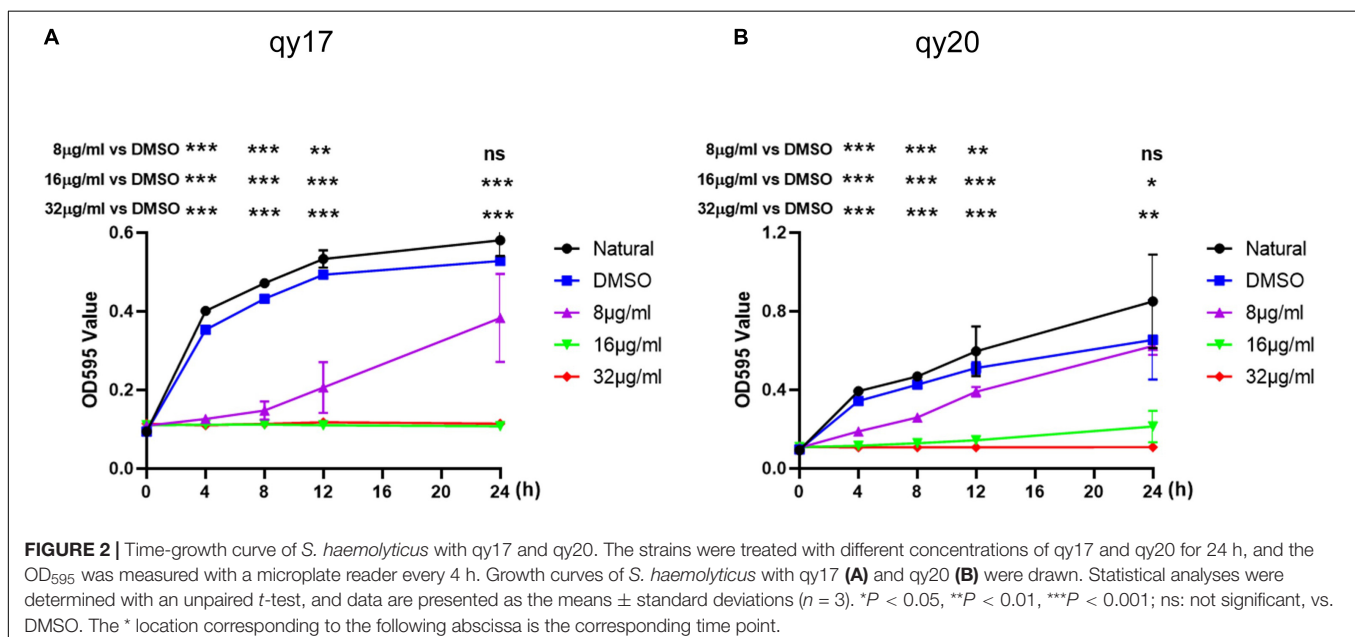 A
qy17
8µg/ml vs DMSO *** *** ** ns
16µg/ml vs DMSO *** *** *** ***
32µg/ml vs DMSO *** *** *** ***
0.6
0.4
0.2
0.0
OD595 Value
0 4 8 12 16 20 24 (h)
Natural
DMSO
8µg/ml
16µg/ml
32µg/ml
B
qy20
8µg/ml vs DMSO *** *** ** ns
16µg/ml vs DMSO *** *** *** *
32µg/ml vs DMSO *** *** *** **
1.2
0.8
0.4
0.0
OD595 Value
0 4 8 12 16 20 24 (h)
Natural
DMSO
8µg/ml
16µg/ml
32µg/ml
FIGURE 2 | Time-growth curve of S. haemolyticus with qy17 and qy20. The strains were treated with different concentrations of qy17 and qy20 for 24 h, and the
OD595 was measured with a microplate reader every 4 h. Growth curves of S. haemolyticus with qy17 (A) and qy20 (B) were drawn. Statistical analyses were
determined with an unpaired t-test, and data are presented as the means ± standard deviations (n = 3). *P < 0.05, **P < 0.01, ***P < 0.001; ns: not significant, vs.
DMSO. The * location corresponding to the following abscissa is the corresponding time point.